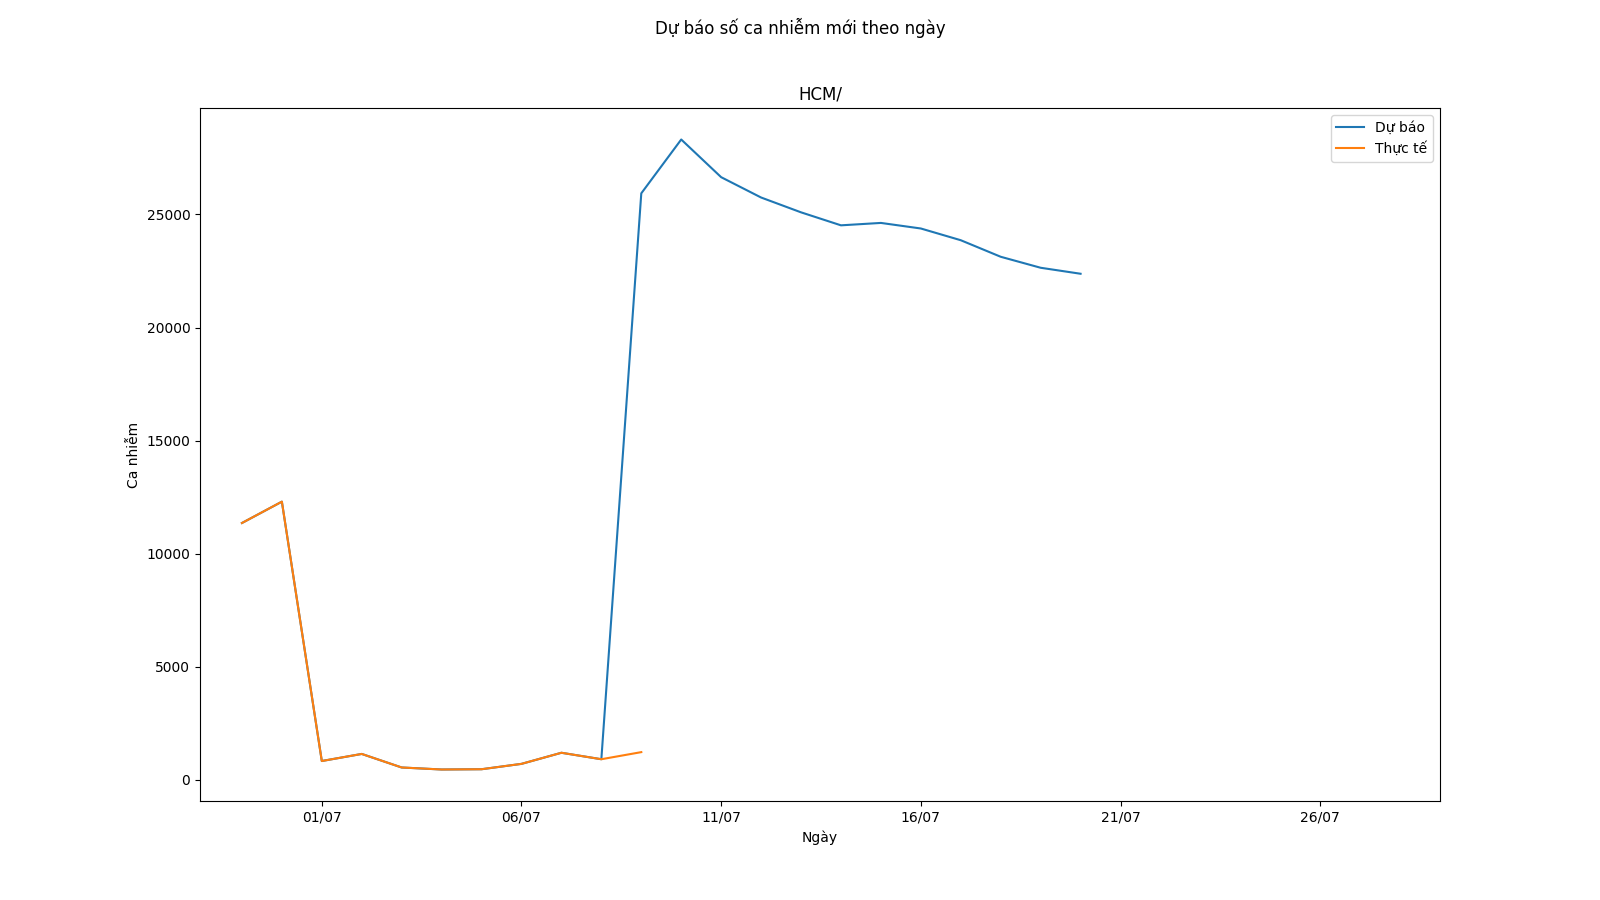 Dự báo số ca nhiễm mới theo ngày
HCM/
Dự báo
Thực tế
25000
20000
15000
10000
5000
0
Ca nhiễm
01/07
06/07
11/07
16/07
21/07
26/07
Ngày